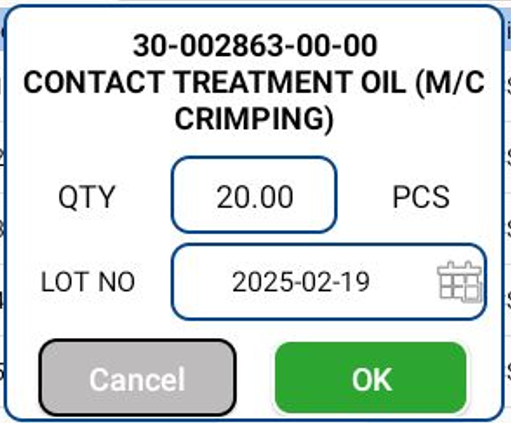 30-002863-00-00
CONTACT TREATMENT OIL (M/C
CRIMPING)
QTY 20.00 PCS
LOT NO 2025-02-19
Cancel OK